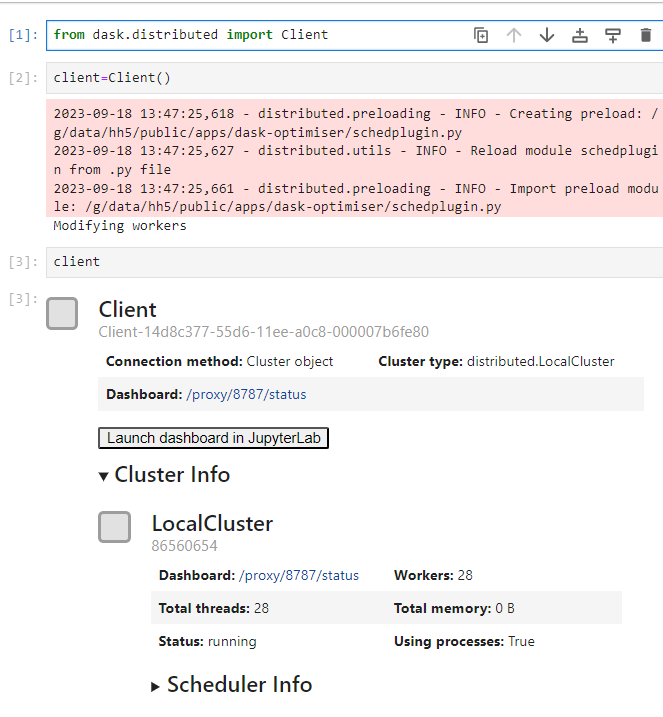 [1]: from dask.distributed import Client
[2]: client=Client()
2023-09-18 13:47:25,618 - distributed.preloading - INFO - Creating preload: /
g/data/hh5/public/apps/dask-optimiser/schedplugin.py
2023-09-18 13:47:25,627 - distributed.utils - INFO - Reload module schedplugi
n from .py file
2023-09-18 13:47:25,661 - distributed.preloading - INFO - Import preload modu
le: /g/data/hh5/public/apps/dask-optimiser/schedplugin.py
Modifying workers
[3]: client
[3]: Client
Client-14d8c377-55d6-11ee-a0c8-000007b6fe80
Connection method: Cluster object Cluster type: distributed.LocalCluster
Dashboard: /proxy/8787/status
Launch dashboard in JupyterLab
▾ Cluster Info
LocalCluster
86560654
Dashboard: /proxy/8787/status Workers: 28
Total threads: 28 Total memory: 0 B
Status: running Using processes: True
▸ Scheduler Info